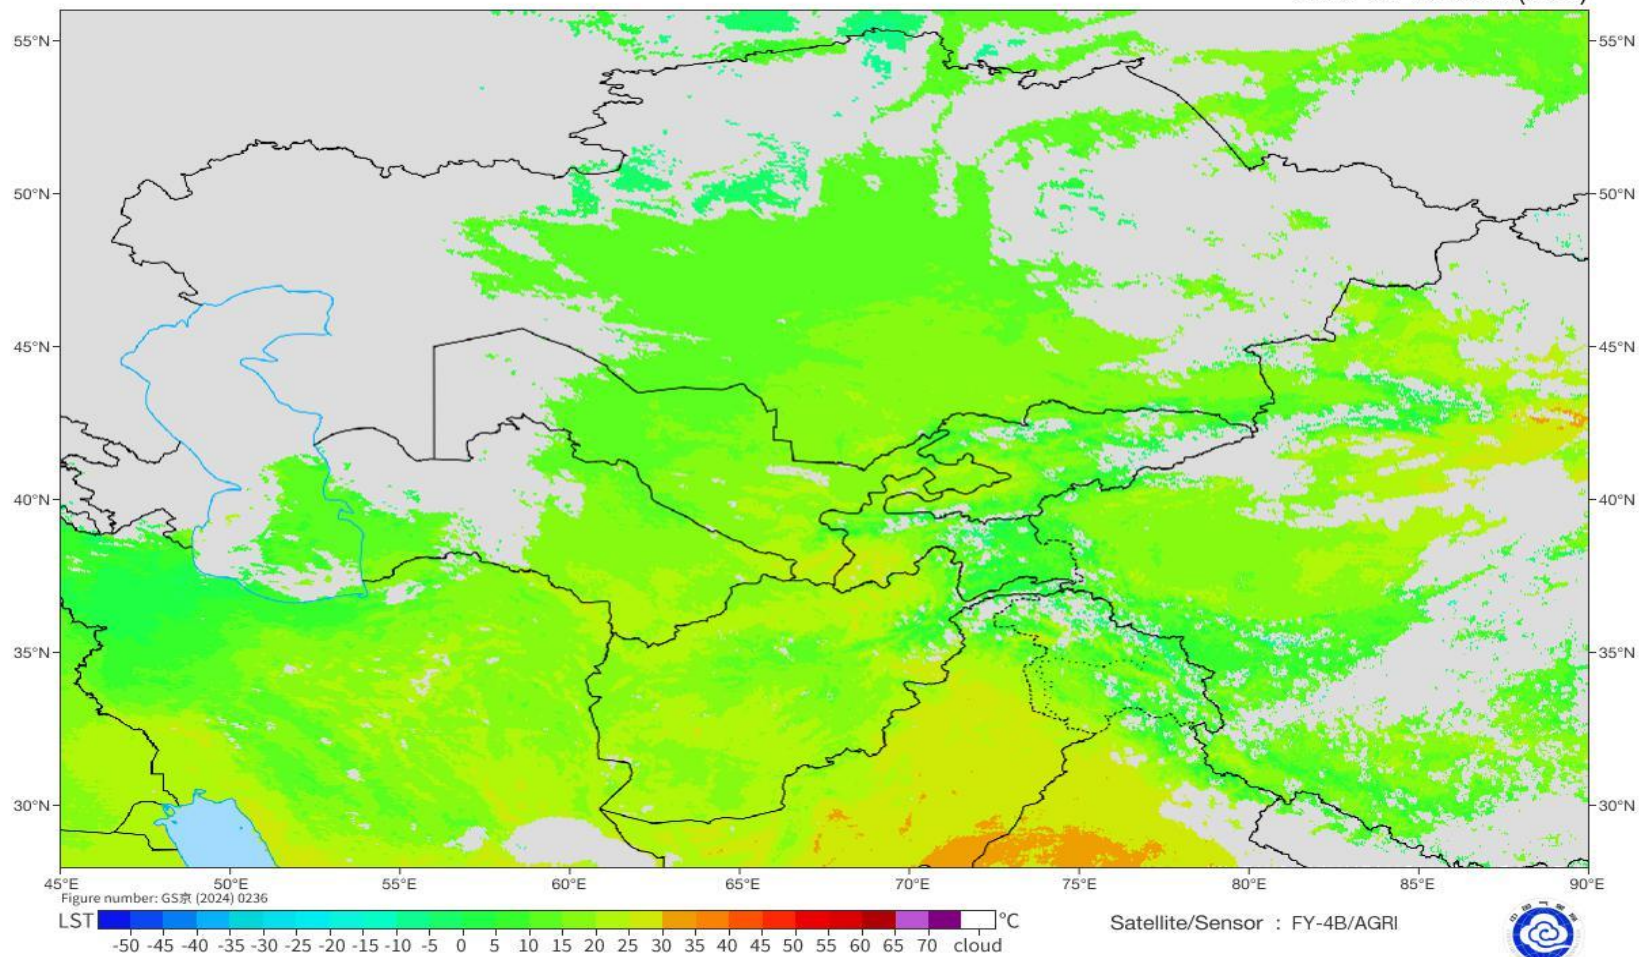 55°N 55°N
50°N 50°N
45°N 45°N
40°N 40°N
35°N 35°N
30°N 30°N
45°E 50°E 55°E 60°E 65°E 70°E 75°E 80°E 85°E 90°E
Figure number: GS京 (2024) 0236
LST °C
-50 -45 -40 -35 -30 -25 -20 -15 -10 -5 0 5 10 15 20 25 30 35 40 45 50 55 60 65 70 cloud
Satellite/Sensor : FY-4B/AGRI